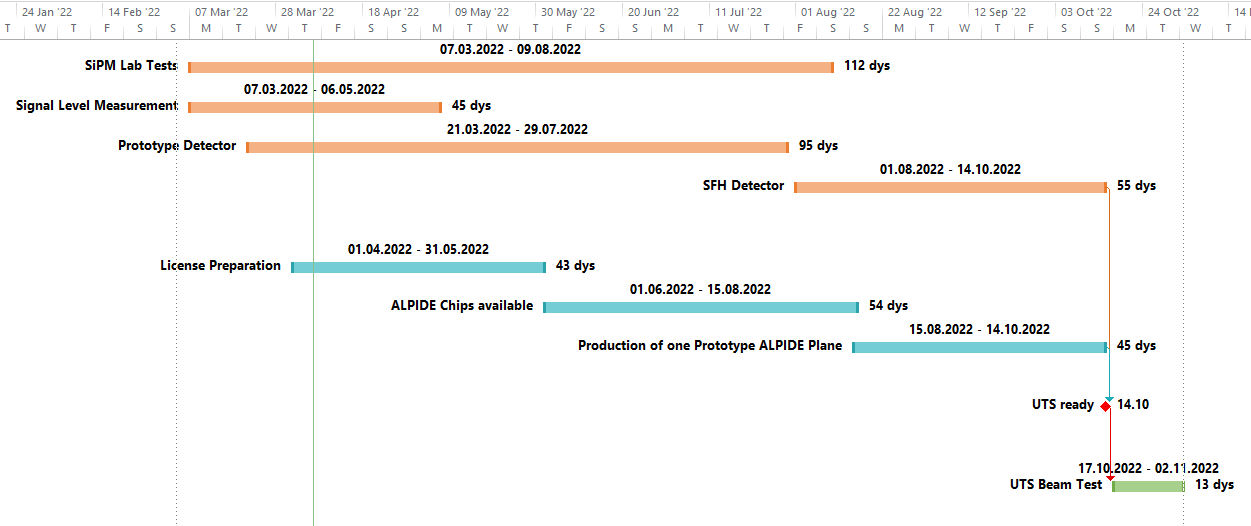 24 Jan '22 14 Feb '22 07 Mar '22 28 Mar '22 18 Apr '22 09 May '22 30 May '22 20 Jun '22 11 Jul '22 01 Aug '22 22 Aug '22 12 Sep '22 03 Oct '22 24 Oct '22 14
T W T F S S M T W T F S S M T W T F S S M T W T F S S M T W T
07.03.2022 - 09.08.2022
SiPM Lab Tests 112 dys
07.03.2022 - 06.05.2022
Signal Level Measurement 45 dys
21.03.2022 - 29.07.2022
Prototype Detector 95 dys
01.08.2022 - 14.10.2022
SFH Detector 55 dys
01.04.2022 - 31.05.2022
License Preparation 43 dys
01.06.2022 - 15.08.2022
ALPIDE Chips available 54 dys
15.08.2022 - 14.10.2022
Production of one Prototype ALPIDE Plane 45 dys
UTS ready 14.10
17.10.2022 - 02.11.2022
UTS Beam Test 13 dys